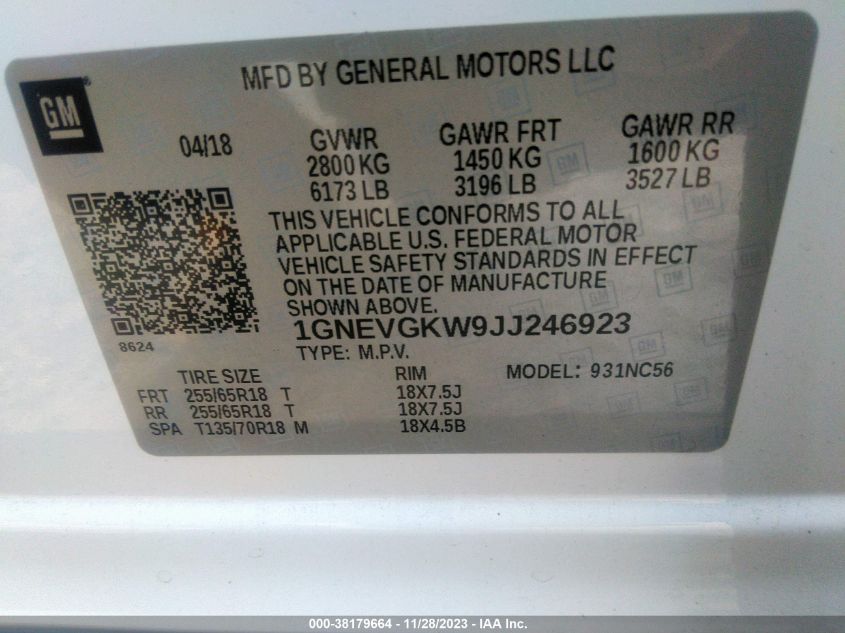 GM
MFD BY GENERAL MOTORS LLC
04/18 GVWR GAWR FRT GAWR RR
2800 KG 1450 KG 1600 KG
6173 LB 3196 LB 3527 LB
THIS VEHICLE CONFORMS TO ALL
APPLICABLE U.S. FEDERAL MOTOR
VEHICLE SAFETY STANDARDS IN EFFECT
ON THE DATE OF MANUFACTURE
SHOWN ABOVE.
1GNEVGKW9JJ246923
8624
TYPE: M.P.V.
MODEL: 931NC56
TIRE SIZE RIM
FRT 255/65R18 T 18X7.5J
RR 255/65R18 T 18X7.5J
SPA T135/70R18 M 18X4.5B
000-38179664 - 11/28/2023 - IAA Inc.